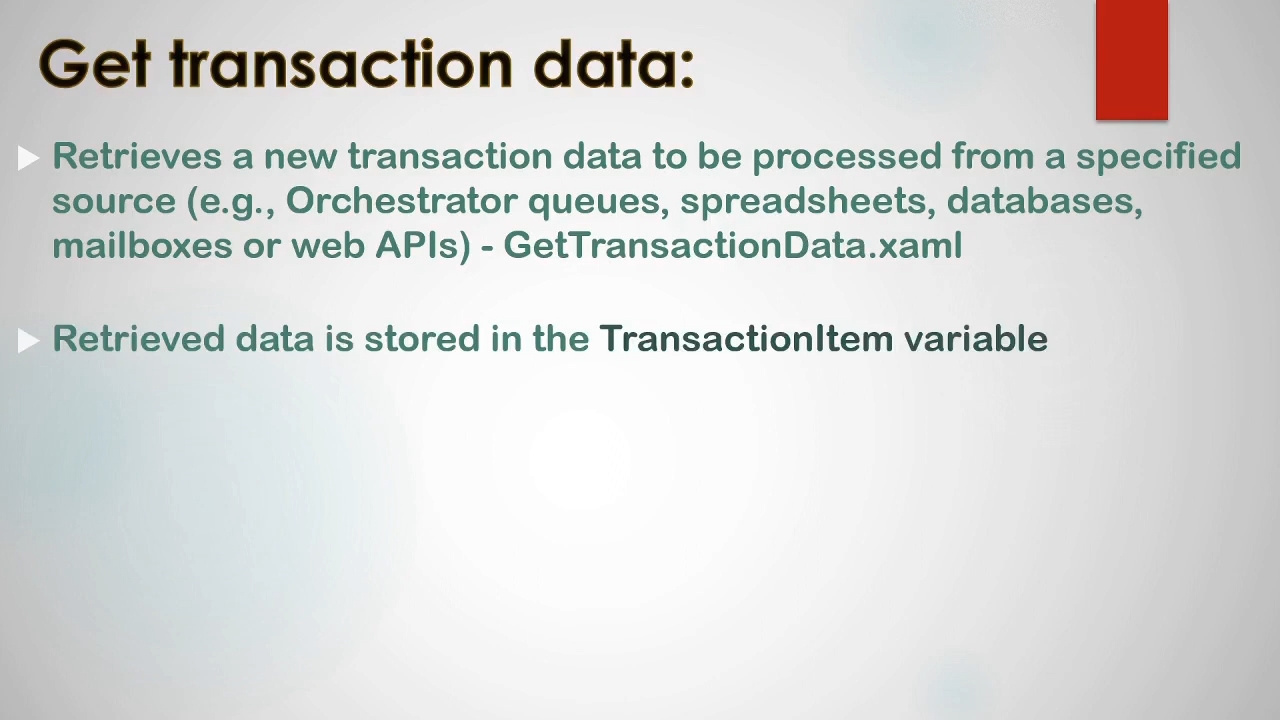 Get transaction data:
Retrieves a new transaction data to be processed from a specified
source (e.g., Orchestrator queues, spreadsheets, databases,
mailboxes or web APIs) - GetTransactionData.xaml
Retrieved data is stored in the TransactionItem variable